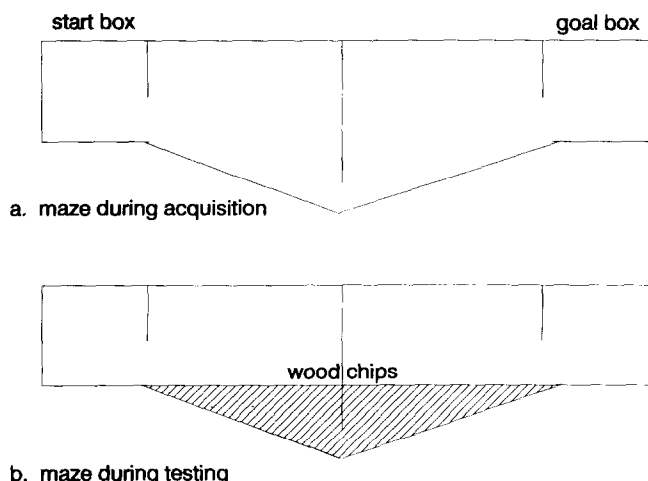 start box goal box
a. maze during acquisition
wood chips
b. maze during testing